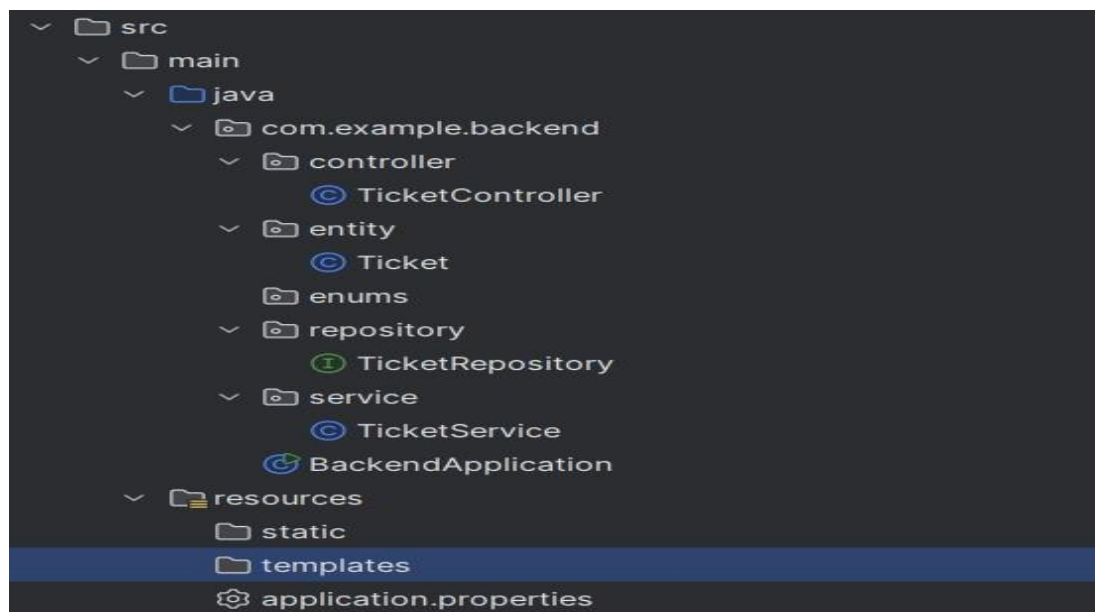 src
main
java
com.example.backend
controller
TicketController
entity
Ticket
enums
repository
TicketRepository
service
TicketService
BackendApplication
resources
static
templates
application.properties